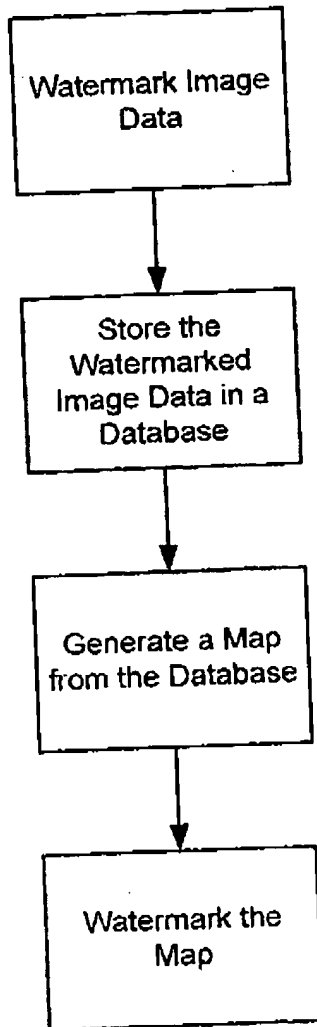 Watermark Image
Data
Store the
Watermarked
Image Data in a
Database
Generate a Map
from the Database
Watermark the
Map